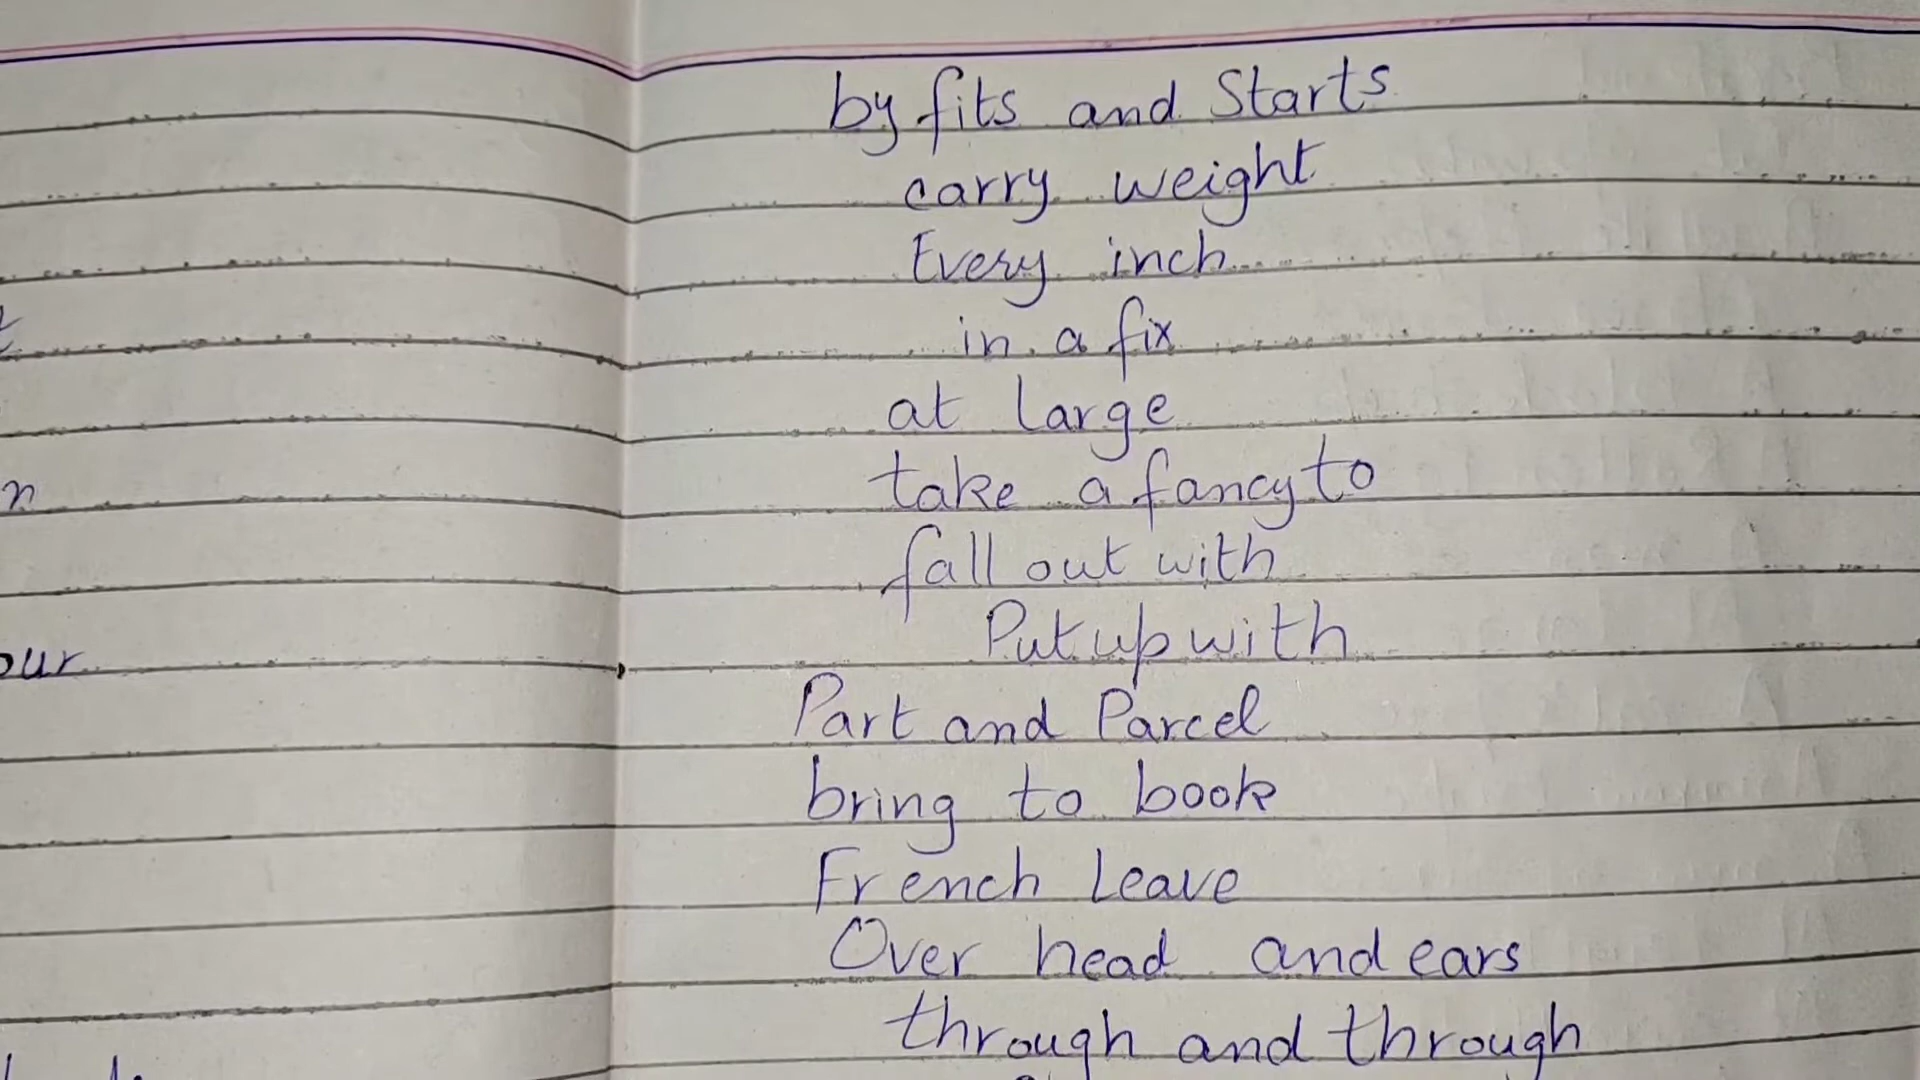 by fits and Starts
carry weight
Every inch
in a fix
at large
take a fancy to
fall out with
Put up with
our
Part and Parcel
bring to book
French Leave
Over head and ears
through and through